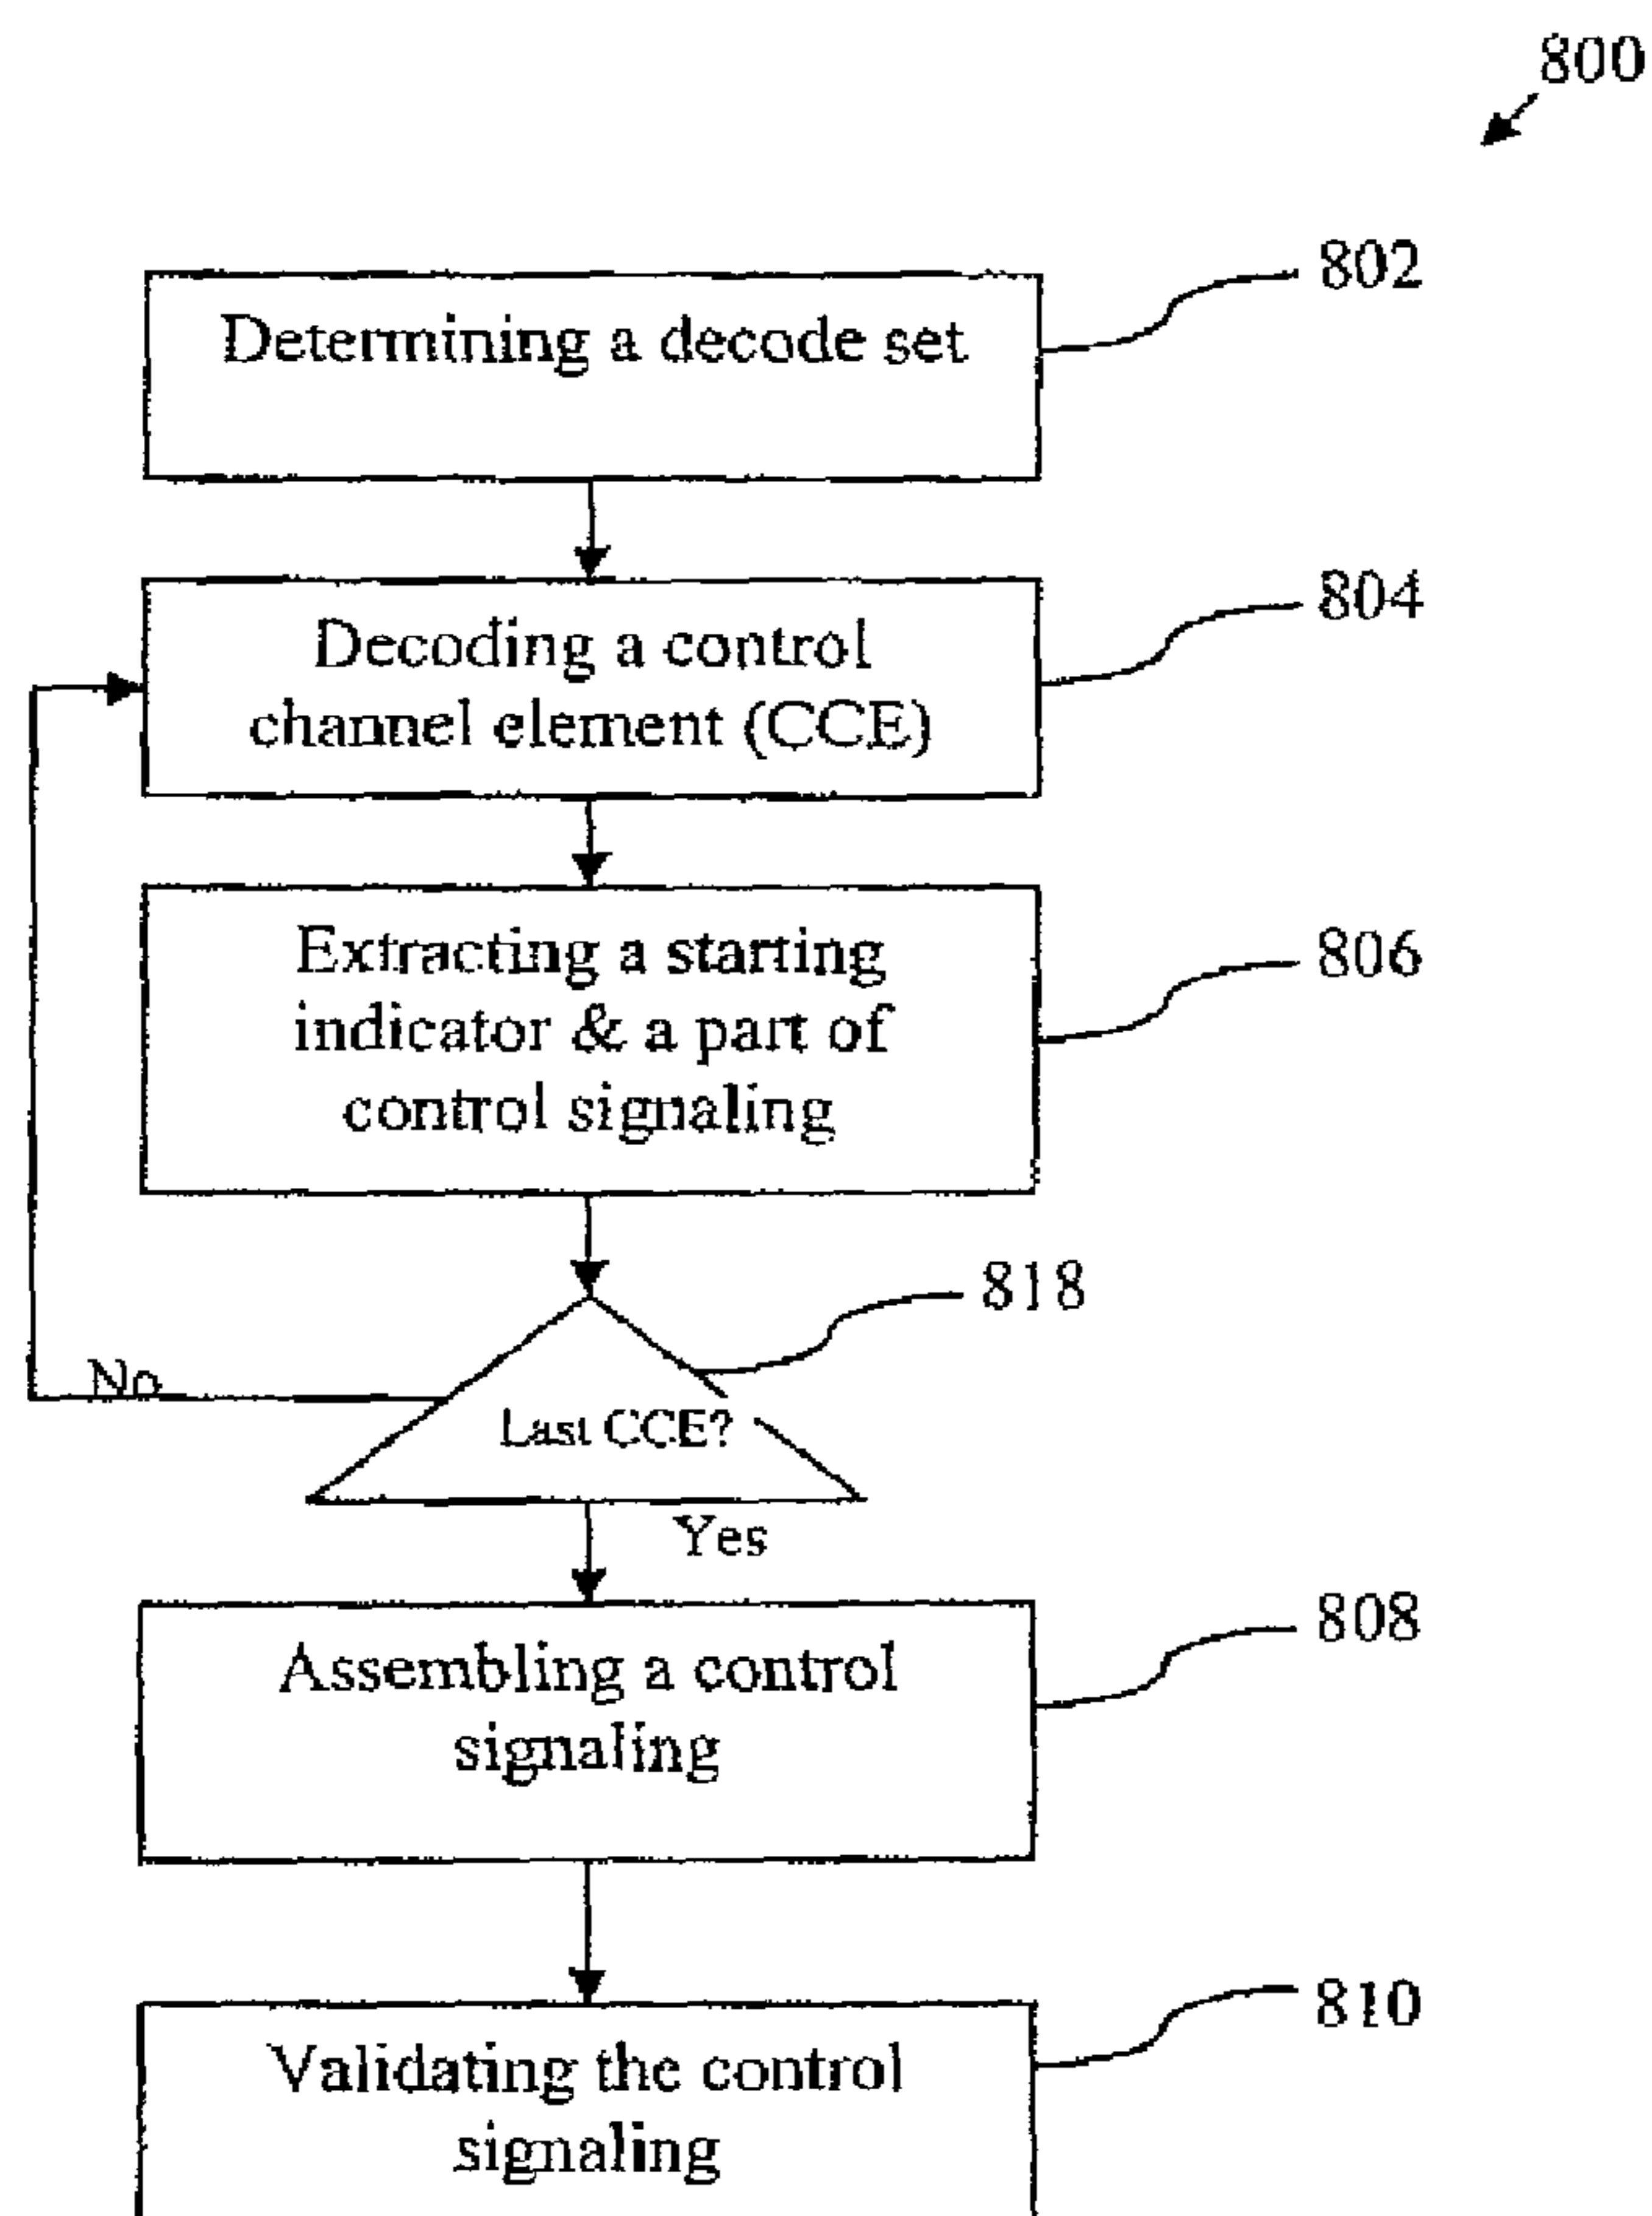 800
Determining a decode set
802
Decoding a control
channel element (CCE)
804
Extracting a starting
indicator & a part of
control signaling
806
818
No
Last CCE?
Yes
Assembling a control
signaling
808
Validating the control
signaling
810